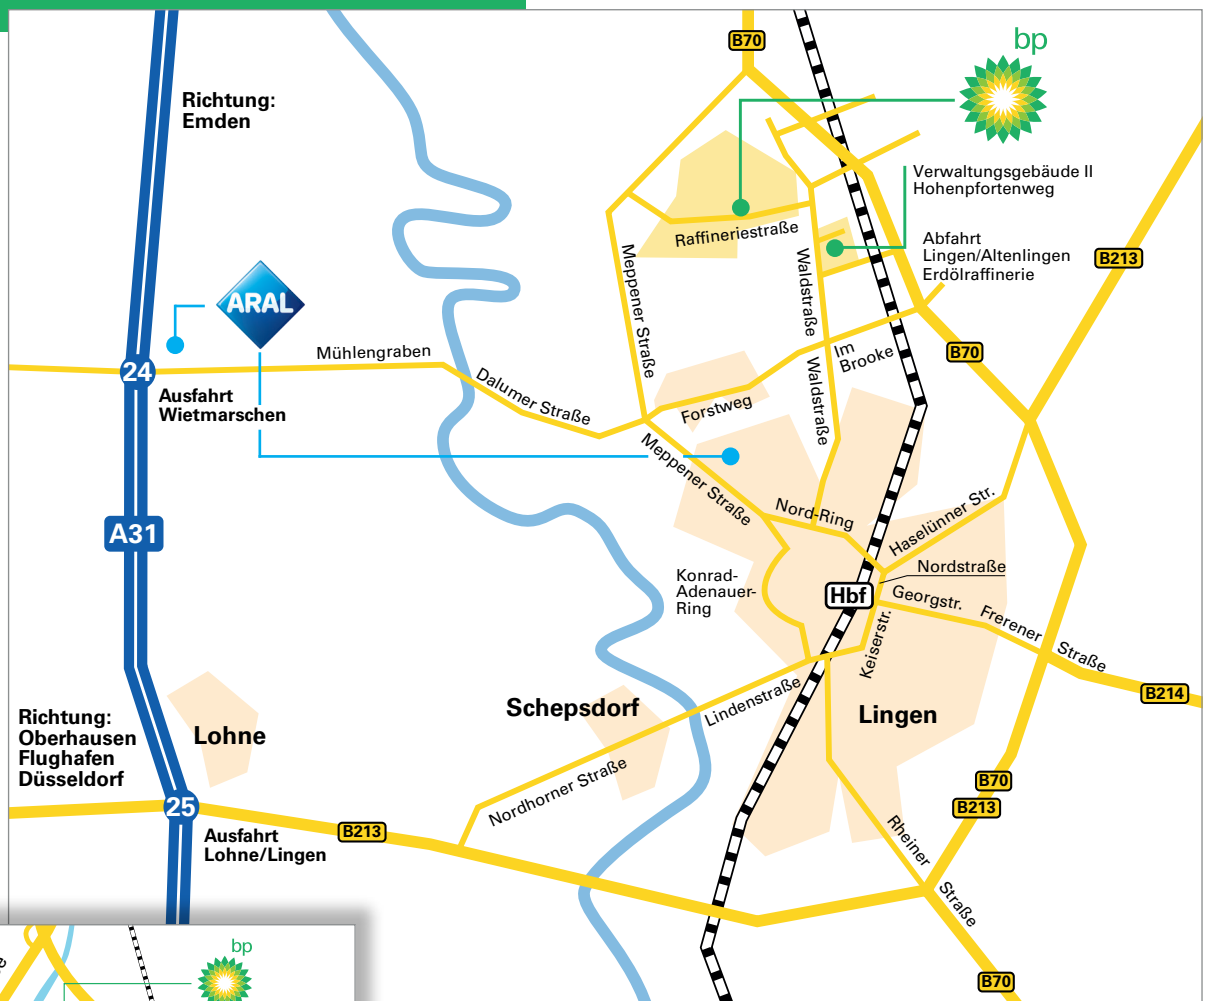 B70
bp
Richtung:
Emden
Verwaltungsgebäude II
Hohenpfortenweg
Raffineriestraße
Abfahrt
Lingen/Altenlingen
Erdölraffinerie
B213
Meppener Straße
Waldstraße
ARAL
Mühlengraben
24
Ausfahrt
Wietmarschen
Dalumer Straße
Im
Brooke
B70
Forstweg
Waldstraße
Meppener Straße
A31
Nord-Ring
Haselünner Str.
Nordstraße
Konrad-
Adenauer-
Ring
Hbf
Georgstr.
Frerener Straße
Keiserstr.
B214
Lindenstraße
Schepsdorf
Lingen
Richtung:
Oberhausen
Flughafen
Düsseldorf
Lohne
Nordhorner Straße
B70
B213
25
B213
Ausfahrt
Lohne/Lingen
Rheiner Straße
B70
bp